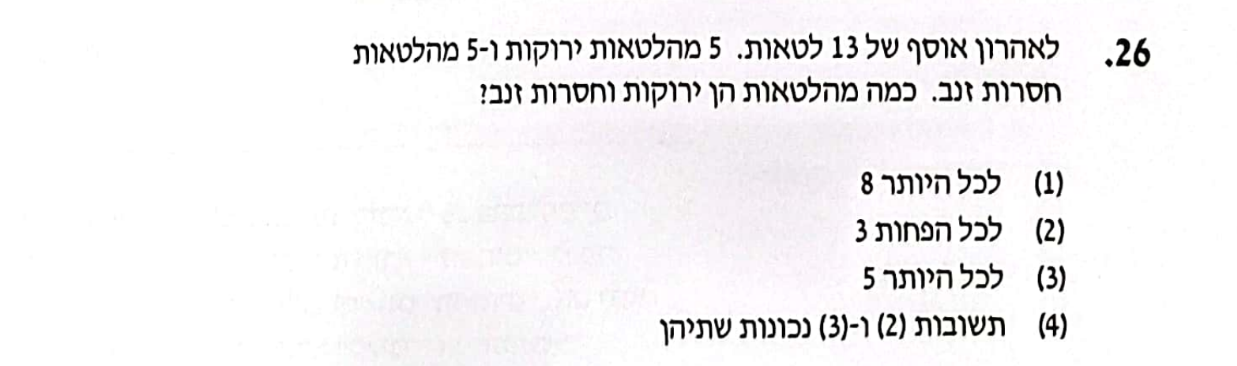 26. לאהרון אוסף של 13 לטאות. 5 מהלטאות ירוקות ו-5 מהלטאות
חסרות זנב. כמה מהלטאות הן ירוקות וחסרות זנב?
(1) לכל היותר 8
(2) לכל הפחות 3
(3) לכל היותר 5
(4) תשובות (2) ו-(3) נכונות שתיהן